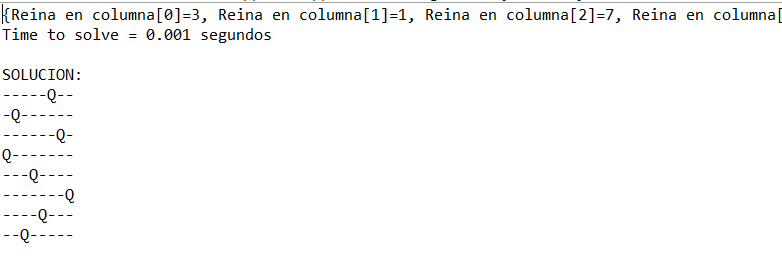 {Reina en columna[0]=3, Reina en columna[1]=1, Reina en columna[2]=7, Reina en columna[
Time to solve = 0.001 segundos
SOLUCION:
-----Q--
-Q------
------Q-
Q-------
---Q----
-------Q
----Q---
--Q-----